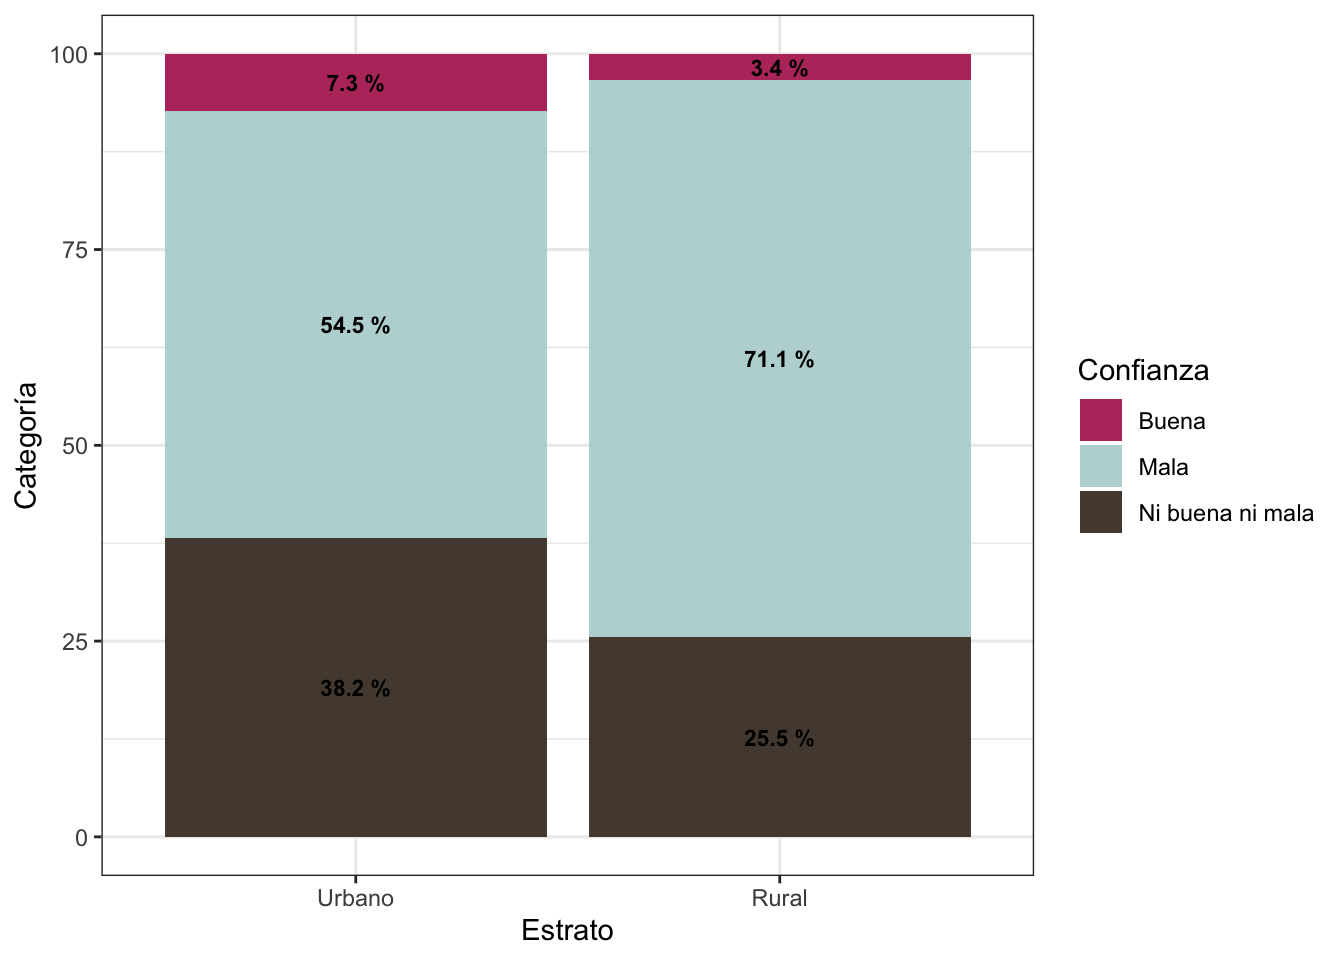 100
75
50
25
0
Categoría
7.3 %
54.5 %
38.2 %
3.4 %
71.1 %
25.5 %
Urbano
Rural
Estrato
Confianza
Buena
Mala
Ni buena ni mala